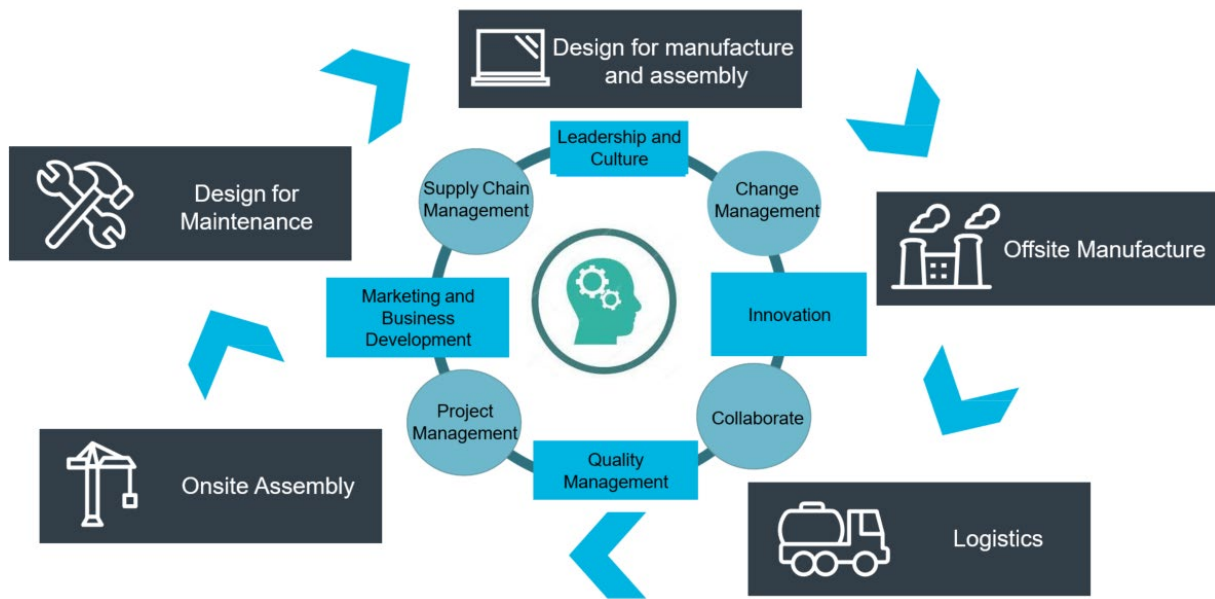 Design for manufacture
and assembly
Leadership and
Culture
Supply Chain
Management
Change
Management
Design for
Maintenance
Offsite Manufacture
Marketing and
Business
Development
Innovation
Project
Management
Collaborate
Quality
Management
Onsite Assembly
Logistics